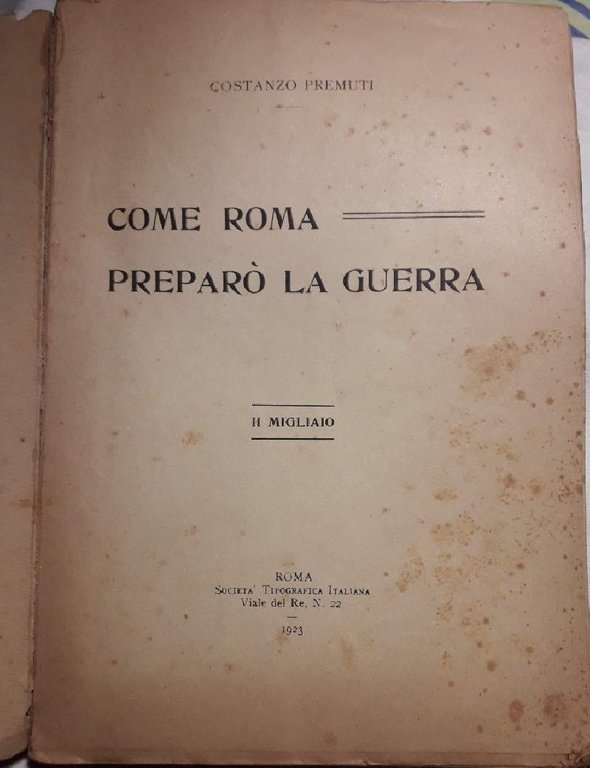 COSTANZO PREMUTI
COME ROMA
PREPARÒ LA GUERRA
II MIGLIAIO
ROMA
SOCIETA' TIPOGRAFICA ITALIANA
Viale del Re, N. 22
1923